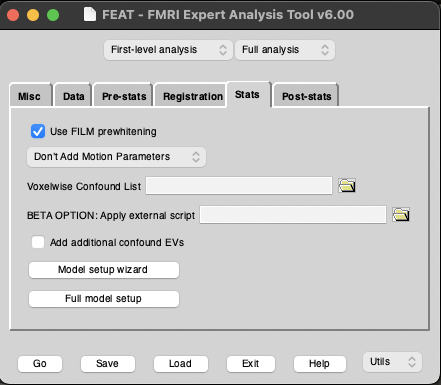 FEAT - FMRI Expert Analysis Tool v6.00
First-level analysis Full analysis
Misc Data Pre-stats Registration Stats Post-stats
Use FILM prewhitening
Don't Add Motion Parameters
Voxelwise Confound List
BETA OPTION: Apply external script
Add additional confound EVs
Model setup wizard
Full model setup
Go Save Load Exit Help Utils